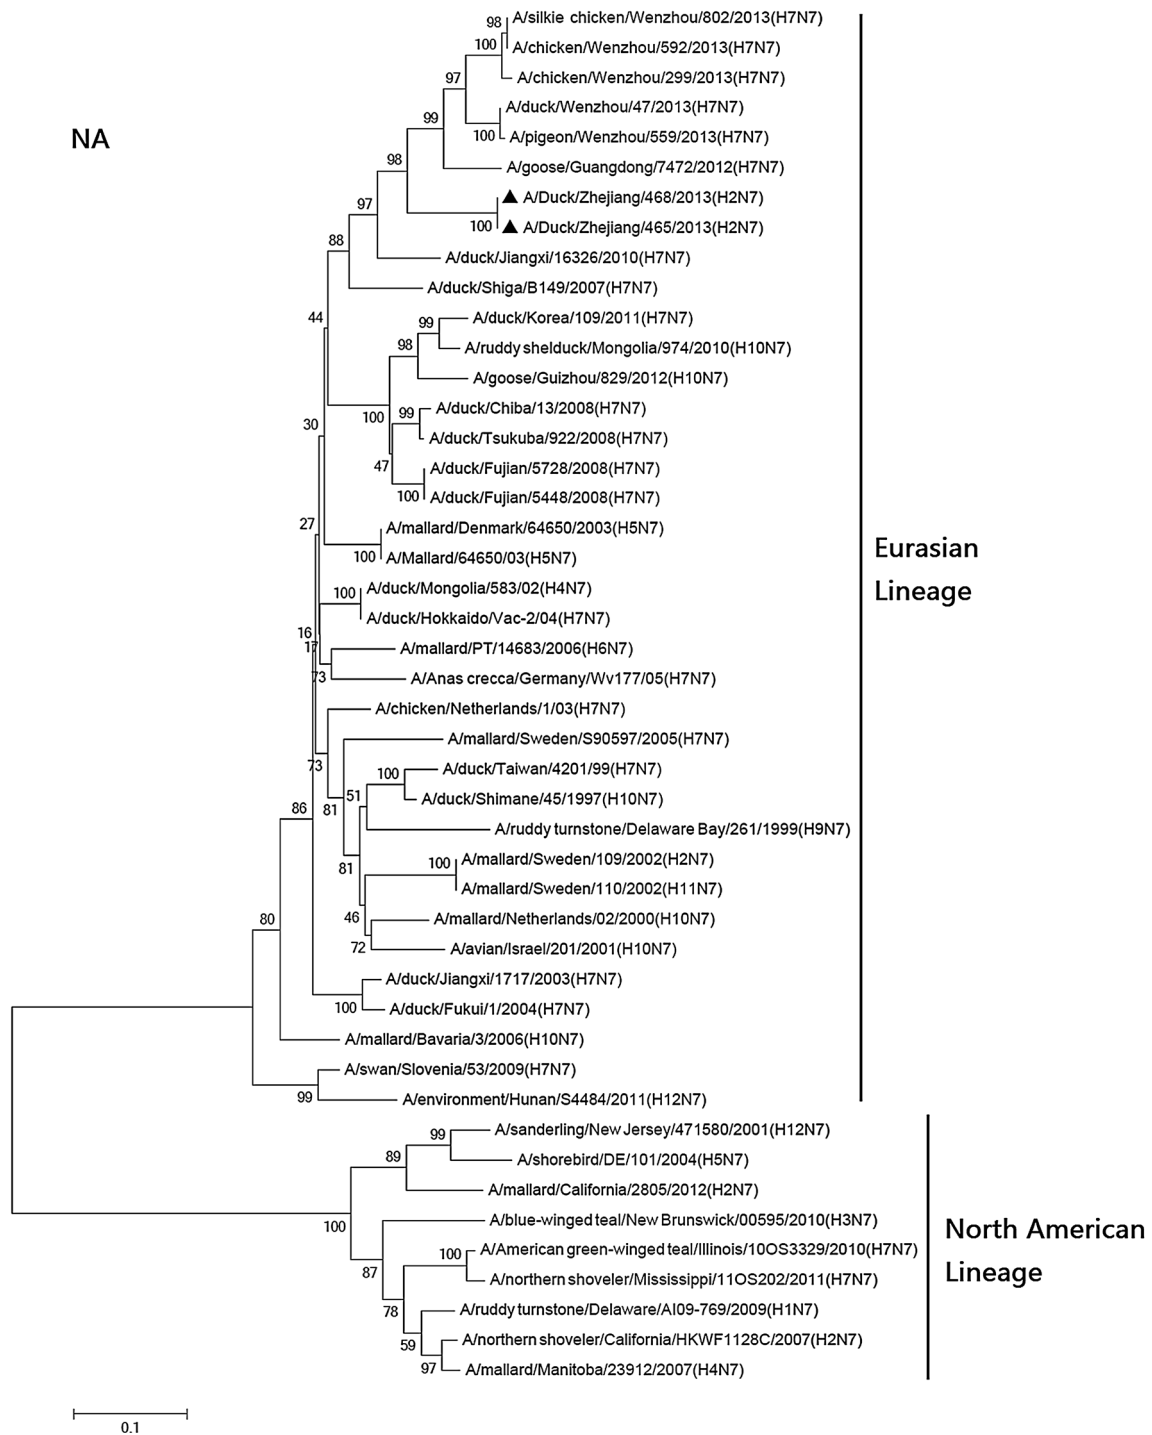 NA
98
A/silkie chicken/Wenzhou/802/2013(H7N7)
100
A/chicken/Wenzhou/592/2013(H7N7)
97
A/chicken/Wenzhou/299/2013(H7N7)
A/duck/Wenzhou/47/2013(H7N7)
99
100
A/pigeon/Wenzhou/559/2013(H7N7)
98
A/goose/Guangdong/7472/2012(H7N7)
97
▲ A/Duck/Zhejiang/468/2013(H2N7)
100
▲ A/Duck/Zhejiang/465/2013(H2N7)
88
A/duck/Jiangxi/16326/2010(H7N7)
A/duck/Shiga/B149/2007(H7N7)
44
99
A/duck/Korea/109/2011(H7N7)
98
A/ruddy shelduck/Mongolia/974/2010(H10N7)
A/goose/Guizhou/829/2012(H10N7)
100
99
A/duck/Chiba/13/2008(H7N7)
30
A/duck/Tsukuba/922/2008(H7N7)
47
A/duck/Fujian/5728/2008(H7N7)
100
A/duck/Fujian/5448/2008(H7N7)
27
A/mallard/Denmark/64650/2003(H5N7)
100
A/Mallard/64650/03(H5N7)
100
A/duck/Mongolia/583/02(H4N7)
A/duck/Hokkaido/Vac-2/04(H7N7)
16
17
A/mallard/PT/14683/2006(H6N7)
73
A/Anas crecca/Germany/Wv177/05(H7N7)
A/chicken/Netherlands/1/03(H7N7)
A/mallard/Sweden/S90597/2005(H7N7)
73
100
A/duck/Taiwan/4201/99(H7N7)
81
51
A/duck/Shimane/45/1997(H10N7)
86
A/ruddy turnstone/Delaware Bay/261/1999(H9N7)
81
100
A/mallard/Sweden/109/2002(H2N7)
A/mallard/Sweden/110/2002(H11N7)
80
46
A/mallard/Netherlands/02/2000(H10N7)
72
A/avian/Israel/201/2001(H10N7)
A/duck/Jiangxi/1717/2003(H7N7)
100
A/duck/Fukui/1/2004(H7N7)
A/mallard/Bavaria/3/2006(H10N7)
A/swan/Slovenia/53/2009(H7N7)
99
A/environment/Hunan/S4484/2011(H12N7)
Eurasian
Lineage
99
A/sanderling/New Jersey/471580/2001(H12N7)
89
A/shorebird/DE/101/2004(H5N7)
A/mallard/California/2805/2012(H2N7)
100
A/blue-winged teal/New Brunswick/00595/2010(H3N7)
100
A/American green-winged teal/Illinois/10OS3329/2010(H7N7)
87
A/northern shoveler/Mississippi/11OS202/2011(H7N7)
78
A/ruddy turnstone/Delaware/AI09-769/2009(H1N7)
59
A/northern shoveler/California/HKWF1128C/2007(H2N7)
97
A/mallard/Manitoba/23912/2007(H4N7)
North American
Lineage
0.1